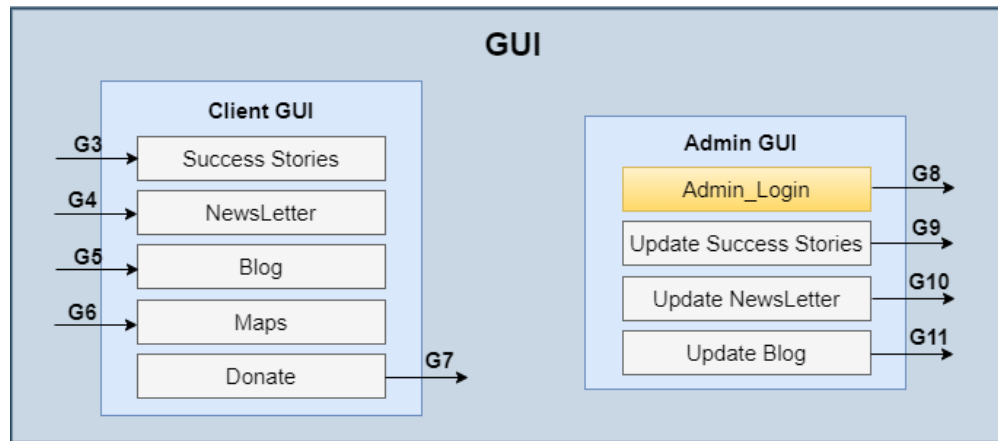 GUI
Client GUI
G3
Success Stories
G4
NewsLetter
G5
Blog
G6
Maps
Donate
G7
Admin GUI
Admin_Login
G8
Update Success Stories
G9
Update NewsLetter
G10
Update Blog
G11